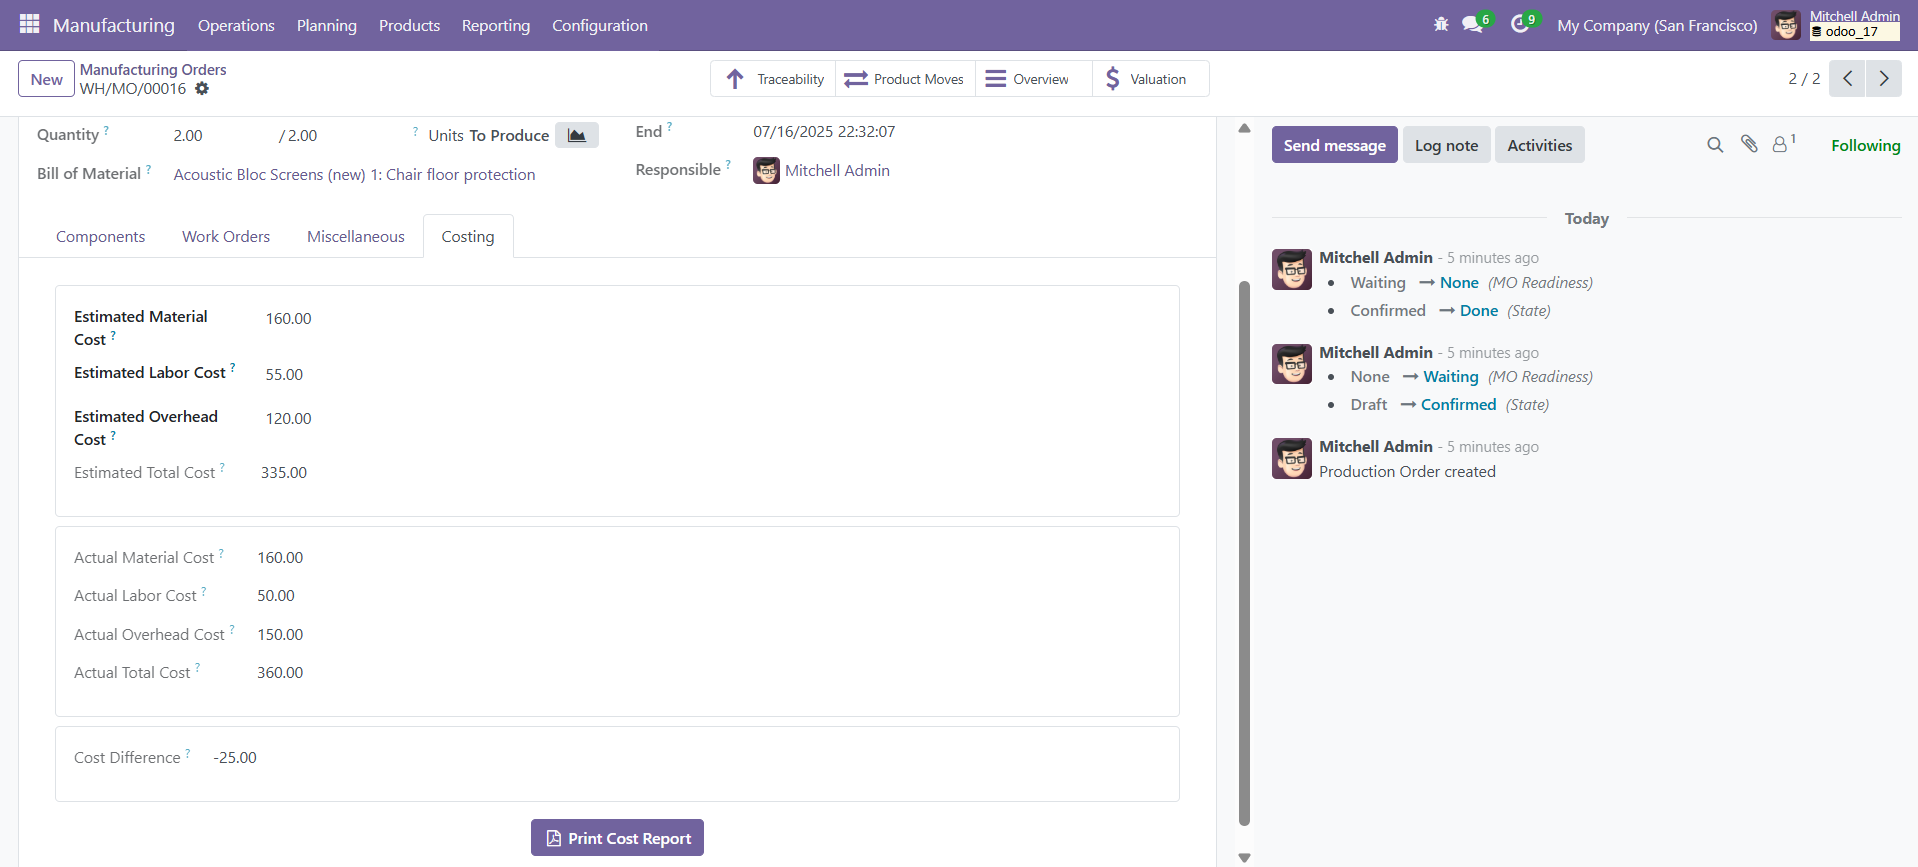 Manufacturing Operations Planning Products Reporting Configuration 6 9 My Company (San Francisco) Mitchell Admin
odoo_17
New Manufacturing Orders
WH/MO/00016
Traceability Product Moves Overview Valuation 2 / 2
Quantity ? 2.00 / 2.00 ? Units To Produce
End ? 07/16/2025 22:32:07
Bill of Material ? Acoustic Bloc Screens (new) 1: Chair floor protection
Responsible ? Mitchell Admin
Components Work Orders Miscellaneous Costing
Estimated Material
Cost ? 160.00
Estimated Labor Cost ? 55.00
Estimated Overhead
Cost ? 120.00
Estimated Total Cost ? 335.00
Actual Material Cost ? 160.00
Actual Labor Cost ? 50.00
Actual Overhead Cost ? 150.00
Actual Total Cost ? 360.00
Cost Difference ? -25.00
Print Cost Report
Send message Log note Activities 1 Following
Today
Mitchell Admin - 5 minutes ago
• Waiting → None (MO Readiness)
• Confirmed → Done (State)
Mitchell Admin - 5 minutes ago
• None → Waiting (MO Readiness)
• Draft → Confirmed (State)
Mitchell Admin - 5 minutes ago
Production Order created